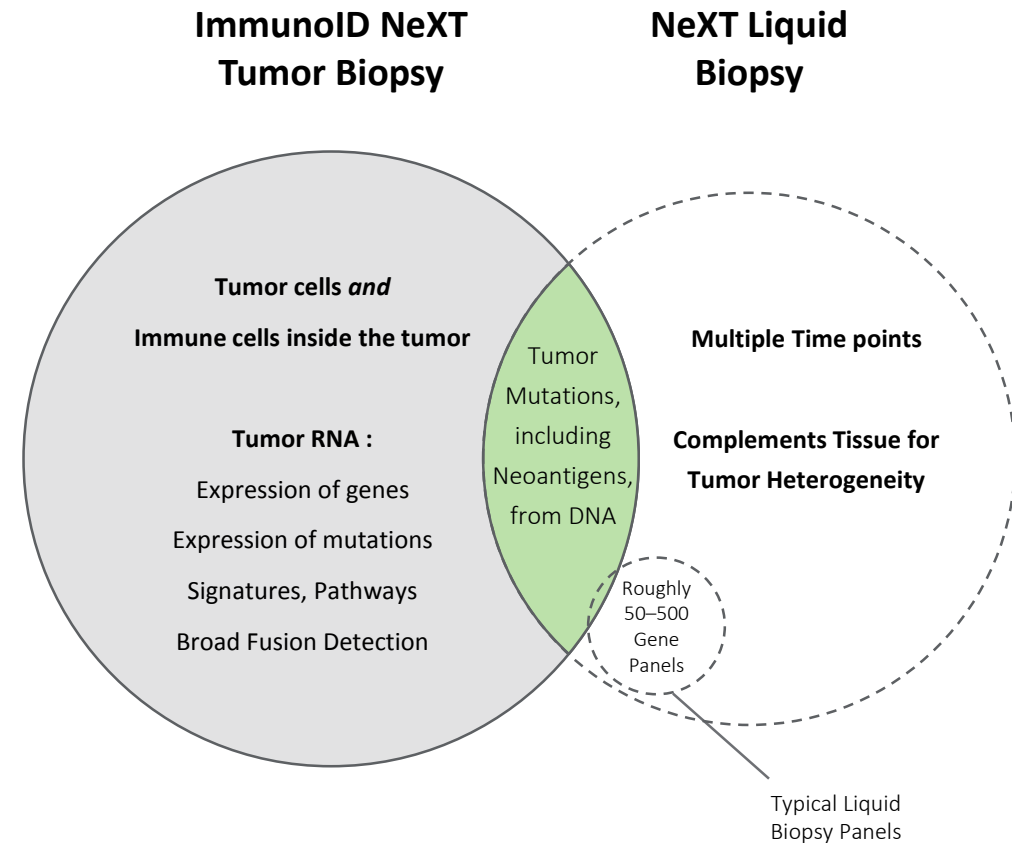 ImmunoID NeXT
Tumor Biopsy
NeXT Liquid
Biopsy
Tumor cells and
Immune cells inside the tumor
Tumor RNA :
Expression of genes
Expression of mutations
Signatures, Pathways
Broad Fusion Detection
Tumor
Mutations,
including
Neoantigens,
from DNA
Multiple Time points
Complements Tissue for
Tumor Heterogeneity
Roughly
50–500
Gene
Panels
Typical Liquid
Biopsy Panels